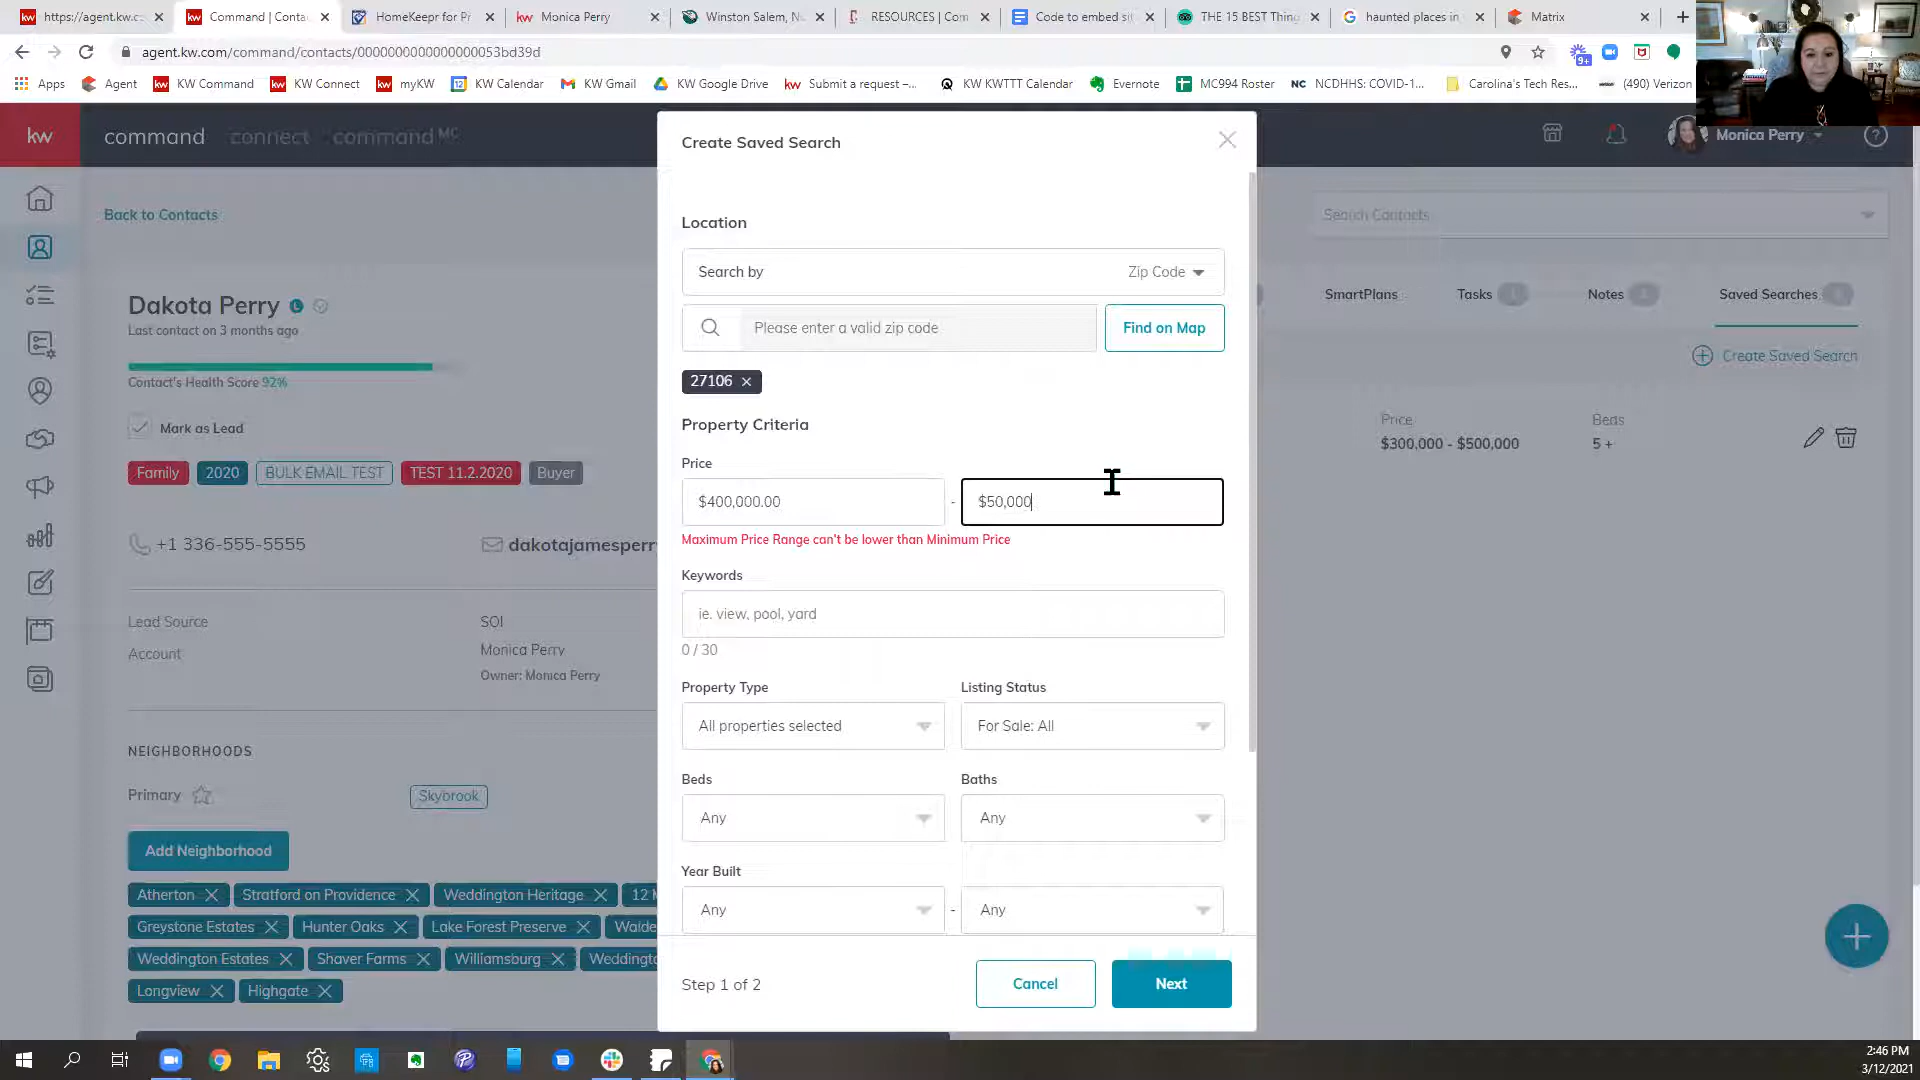 https://agent.kw.c
Command | Conta
HomeKeepr for P
Monica Perry
Winston Salem, N
RESOURCES | Com
Code to embed si
THE 15 BEST Thing
haunted places in
Matrix
agent.kw.com/command/contacts/0000000000000000053bd39d
9+
Apps
Agent
KW Command
KW Connect
myKW
KW Calendar
KW Gmail
KW Google Drive
Submit a request –...
KW KWTTT Calendar
Evernote
MC994 Roster
NCDHHS: COVID-1...
Carolina's Tech Res...
(490) Verizon
kw
command
connect
command MC
Monica Perry
Back to Contacts
Search Contacts
Dakota Perry
Last contact on 3 months ago
Contact's Health Score 92%
Mark as Lead
Family
2020
BULK EMAIL TEST
TEST 11.2.2020
Buyer
+1 336-555-5555
dakotajamesperr
Lead Source
SOI
Account
Monica Perry
Owner: Monica Perry
NEIGHBORHOODS
Primary
Skybrook
Add Neighborhood
Atherton
Stratford on Providence
Weddington Heritage
12 M
Greystone Estates
Hunter Oaks
Lake Forest Preserve
Walde
Weddington Estates
Shaver Farms
Williamsburg
Weddingto
Longview
Highgate
Create Saved Search
Location
Search by
Zip Code
Please enter a valid zip code
Find on Map
27106
Property Criteria
Price
$400,000.00
-
$50,000
Maximum Price Range can't be lower than Minimum Price
Keywords
ie. view, pool, yard
0 / 30
Property Type
Listing Status
All properties selected
For Sale: All
Beds
Baths
Any
Any
Year Built
Any
-
Any
Step 1 of 2
Cancel
Next
SmartPlans
Tasks
Notes
Saved Searches
Create Saved Search
Price
Beds
$300,000 - $500,000
5 +
2:46 PM
3/12/2021